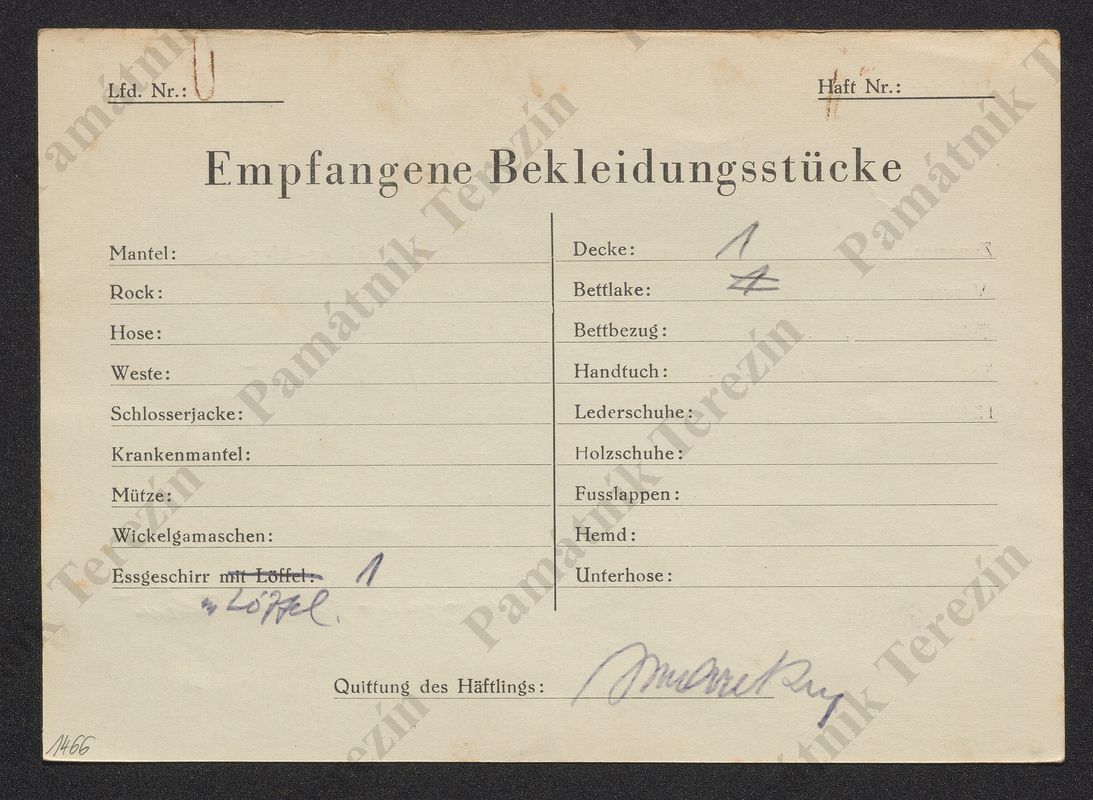 Lfd. Nr.:
Haft Nr.:
Empfangene Bekleidungsstücke
Mantel:
Rock:
Hose:
Weste:
Schlosserjacke:
Krankenmantel:
Mütze:
Wickelgamaschen:
Essgeschirr mit Löffel: 1
Löffel.
Decke: 1
Bettlake: 1
Bettbezug:
Handtuch:
Lederschuhe:
Holzschuhe:
Fusslappen:
Hemd:
Unterhose:
Quittung des Häftlings:
1466
Památník Terezín